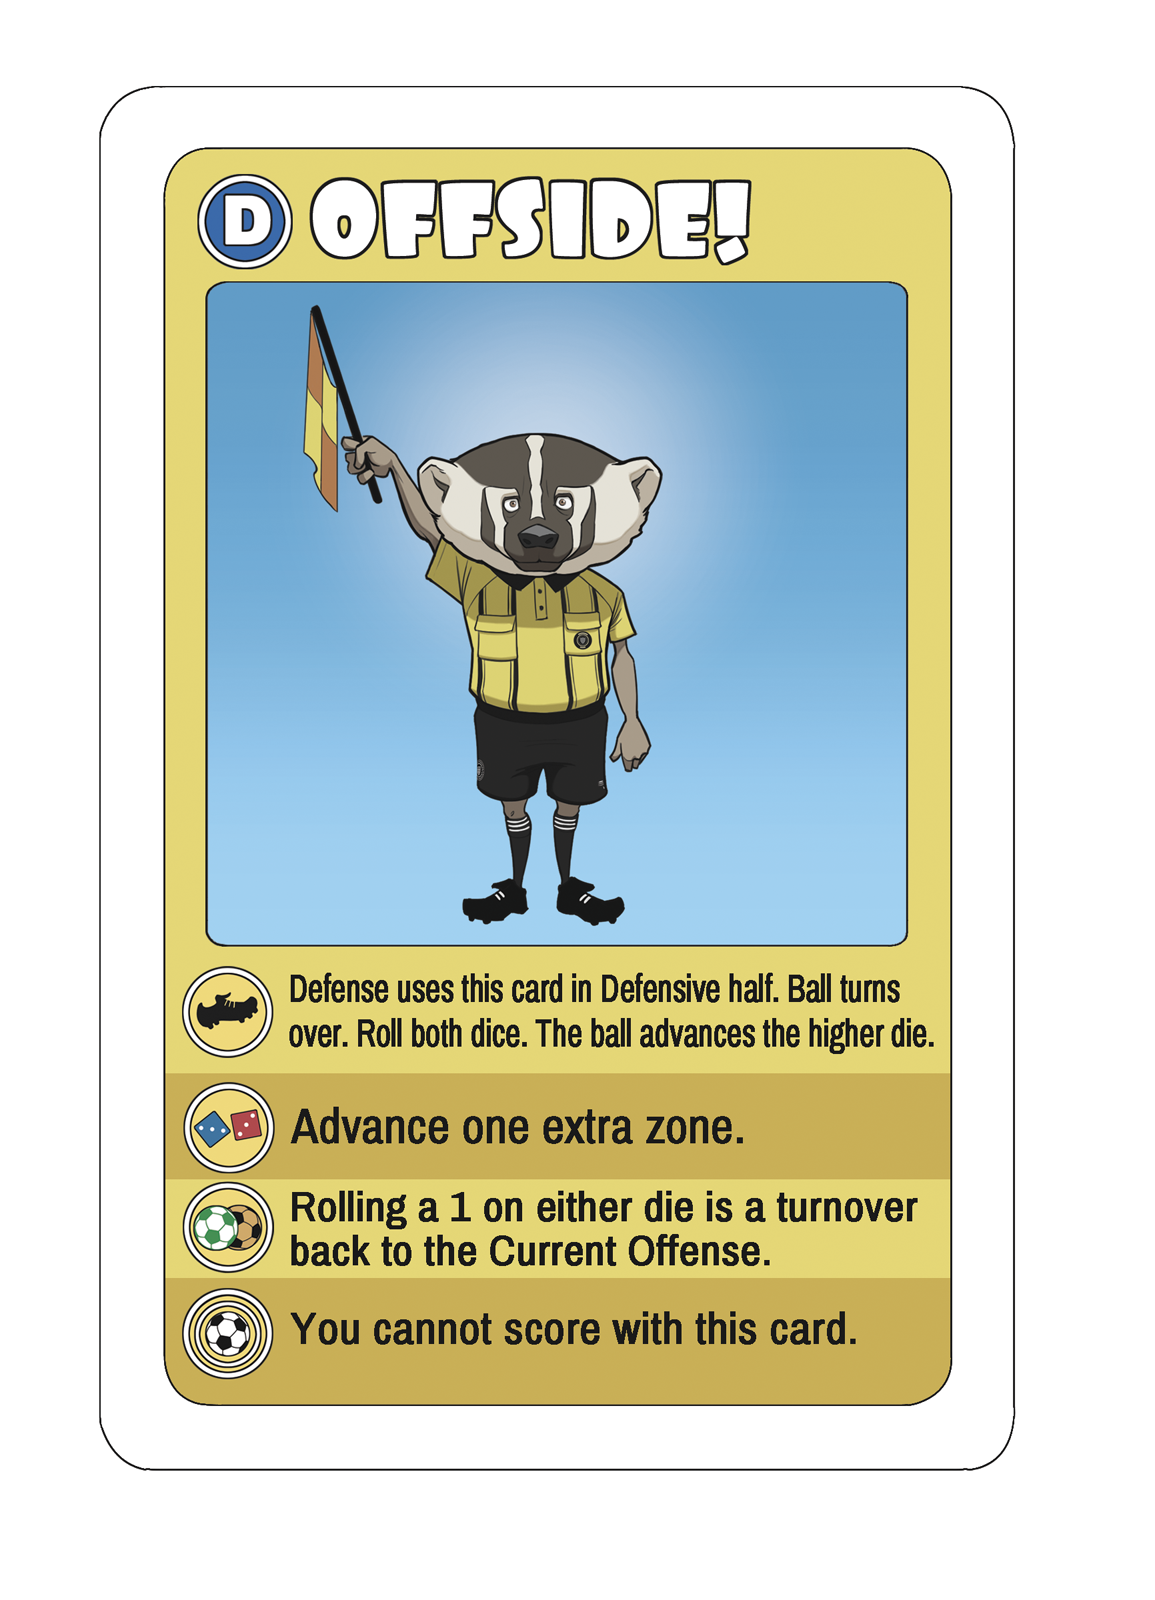 D OFFSIDE!
Defense uses this card in Defensive half. Ball turns
over. Roll both dice. The ball advances the higher die.
Advance one extra zone.
Rolling a 1 on either die is a turnover
back to the Current Offense.
You cannot score with this card.